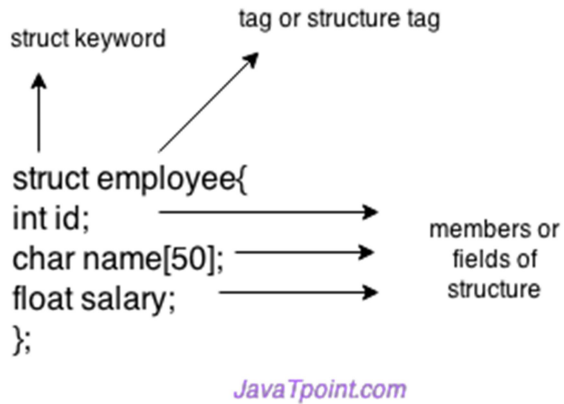 struct keyword
tag or structure tag
struct employee{
int id;
char name[50];
float salary;
};
members or
fields of
structure
JavaTpoint.com